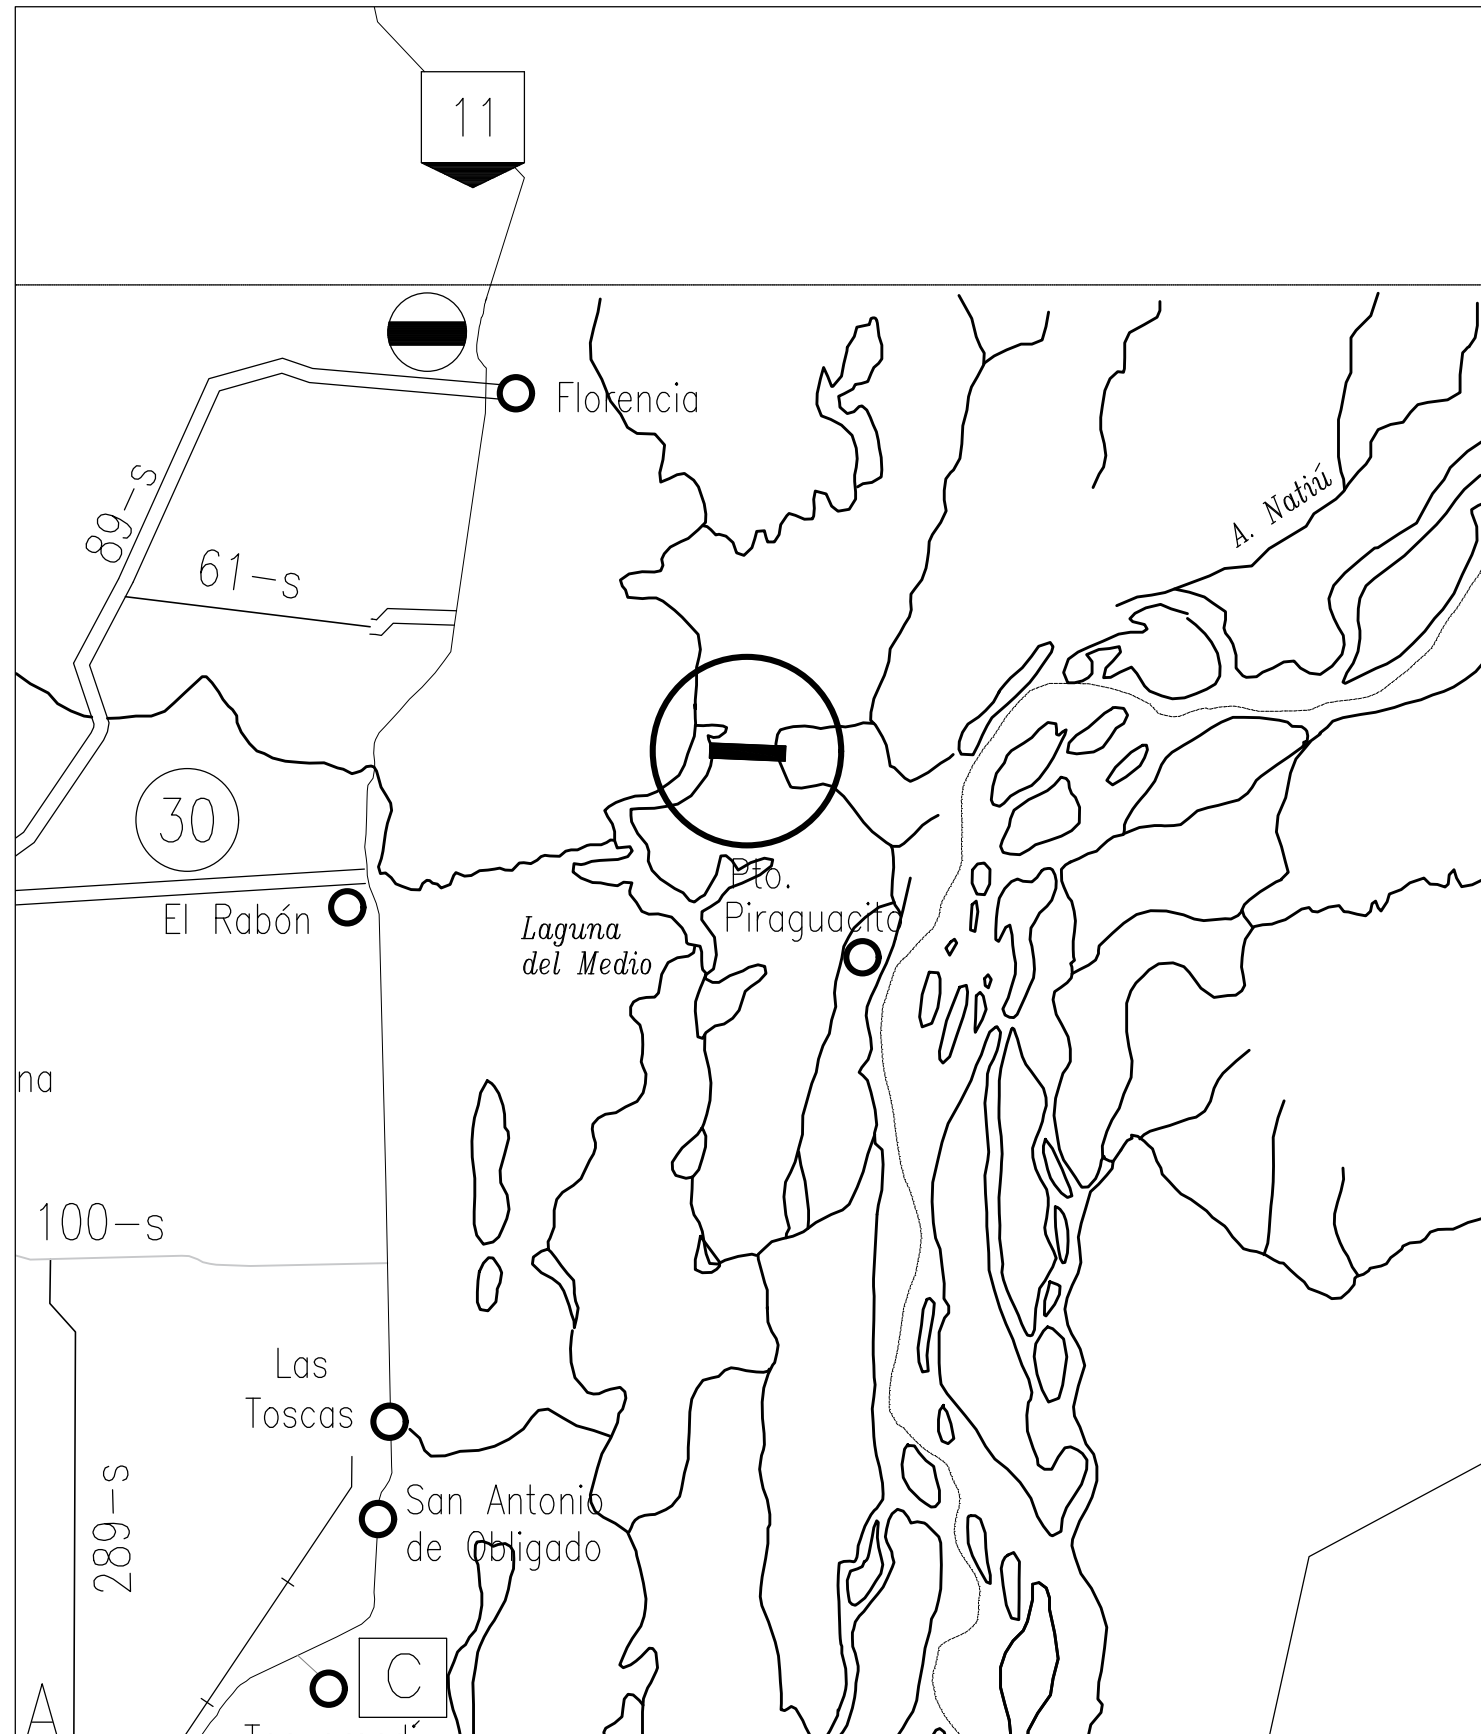 11
Florencia
89-s
61-s
A. Natiú
30
El Rabón
Pto.
Piraguacito
Laguna
del Medio
na
100-s
Las
Toscas
San Antonio
de Obligado
289-s
C
A